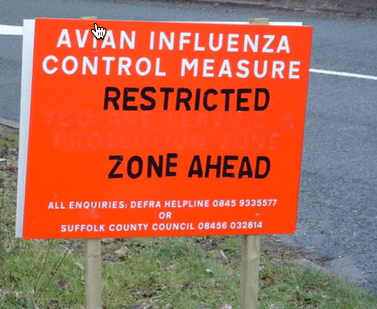 AVIAN INFLUENZA
CONTROL MEASURE
RESTRICTED
ZONE AHEAD
ALL ENQUIRIES: DEFRA HELPLINE 0845 9335577
OR
SUFFOLK COUNTY COUNCIL 08456 032814